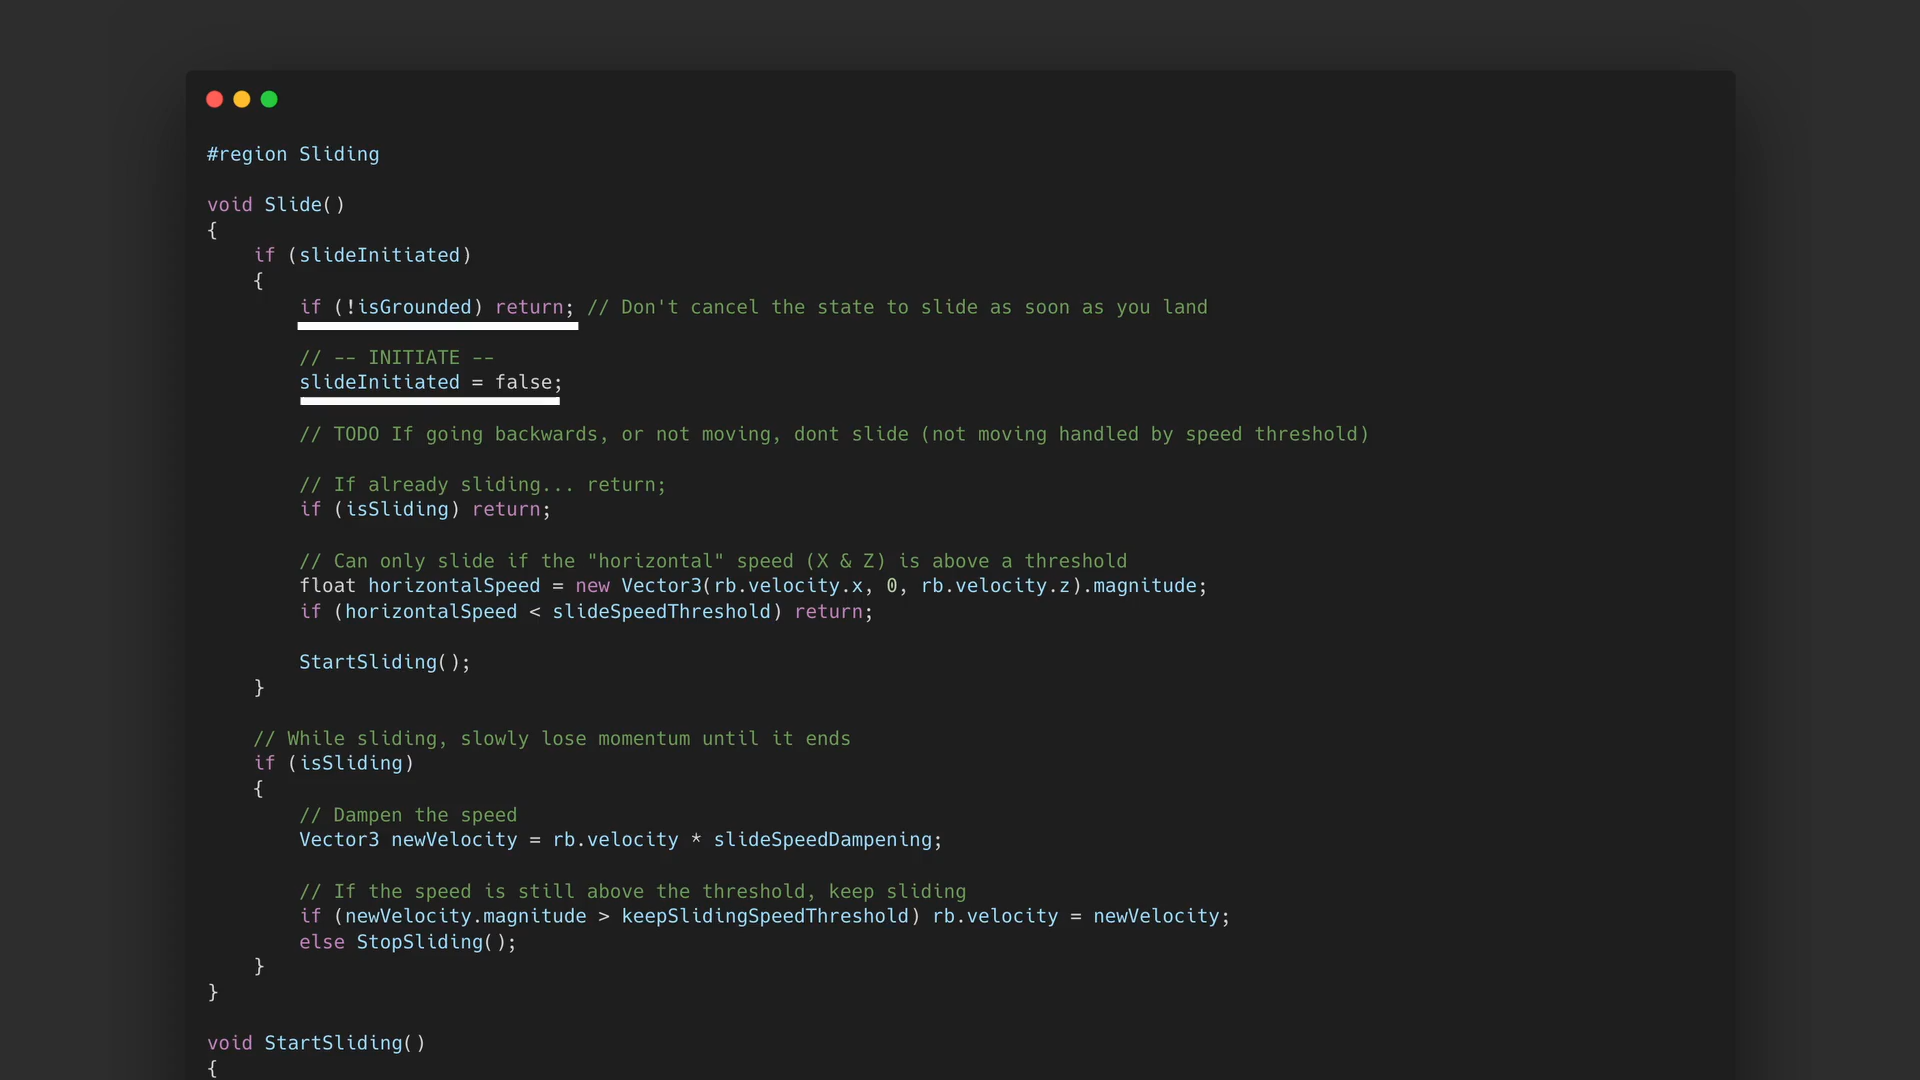 #region Sliding
void Slide()
{
if (slideInitiated)
{
if (!isGrounded) return; // Don't cancel the state to slide as soon as you land
// -- INITIATE --
slideInitiated = false;
// TODO If going backwards, or not moving, dont slide (not moving handled by speed threshold)
// If already sliding... return;
if (isSliding) return;
// Can only slide if the "horizontal" speed (X & Z) is above a threshold
float horizontalSpeed = new Vector3(rb.velocity.x, 0, rb.velocity.z).magnitude;
if (horizontalSpeed < slideSpeedThreshold) return;
StartSliding();
}
// While sliding, slowly lose momentum until it ends
if (isSliding)
{
// Dampen the speed
Vector3 newVelocity = rb.velocity * slideSpeedDampening;
// If the speed is still above the threshold, keep sliding
if (newVelocity.magnitude > keepSlidingSpeedThreshold) rb.velocity = newVelocity;
else StopSliding();
}
}
void StartSliding()
{